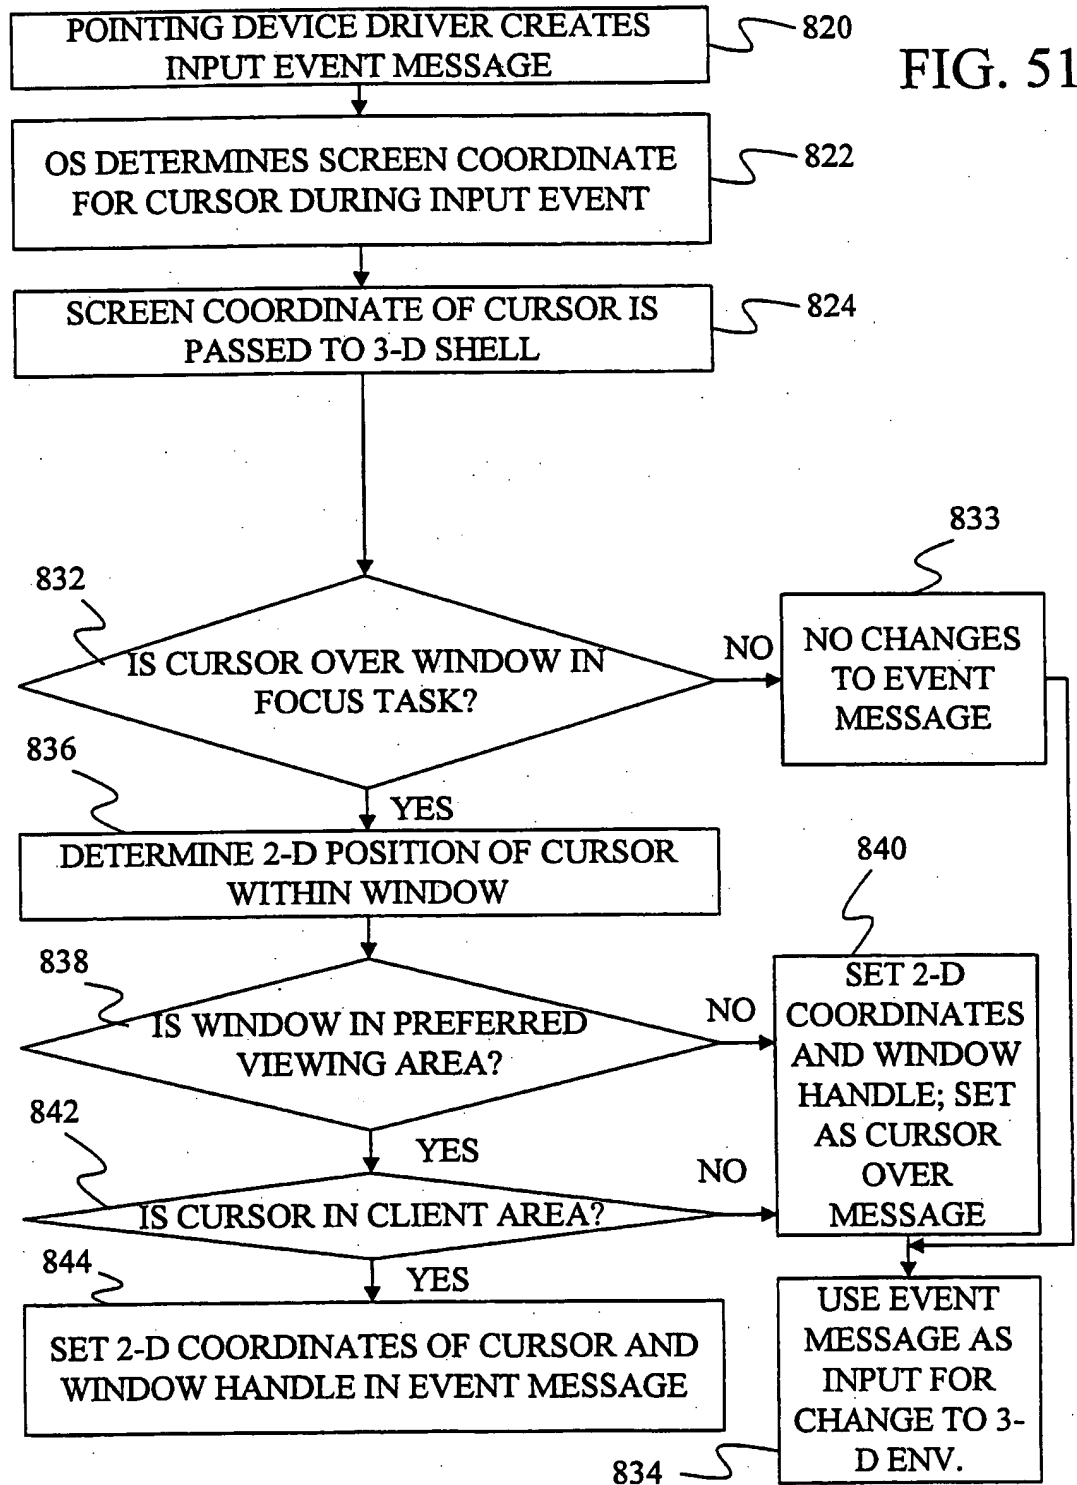 POINTING DEVICE DRIVER CREATES
INPUT EVENT MESSAGE
820
FIG. 51
OS DETERMINES SCREEN COORDINATE
FOR CURSOR DURING INPUT EVENT
822
SCREEN COORDINATE OF CURSOR IS
PASSED TO 3-D SHELL
824
832
IS CURSOR OVER WINDOW IN
FOCUS TASK?
NO
833
NO CHANGES
TO EVENT
MESSAGE
YES
836
DETERMINE 2-D POSITION OF CURSOR
WITHIN WINDOW
838
IS WINDOW IN PREFERRED
VIEWING AREA?
NO
840
SET 2-D
COORDINATES
AND WINDOW
HANDLE; SET
AS CURSOR
OVER
MESSAGE
YES
842
IS CURSOR IN CLIENT AREA?
NO
YES
844
SET 2-D COORDINATES OF CURSOR AND
WINDOW HANDLE IN EVENT MESSAGE
USE EVENT
MESSAGE AS
INPUT FOR
CHANGE TO 3-
D ENV.
834